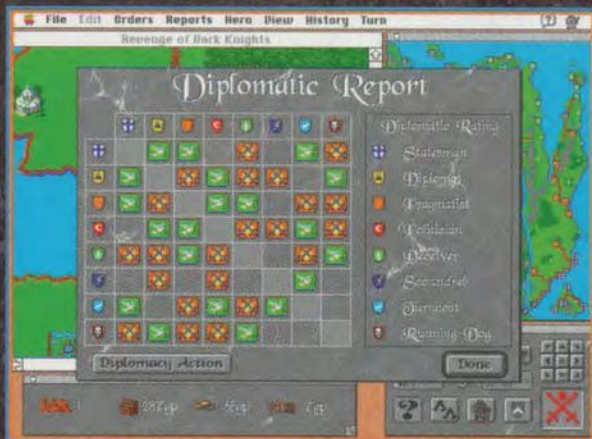 File Edit Orders Reports Hero View History Turn
Revenge of Dark Knights
Diplomatic Report
Diplomatic Rating
Statesman
Diplomat
Pragmatist
Politician
Deceiver
Scoundrel
Turncoat
Running Dog
Diplomacy Action
Done